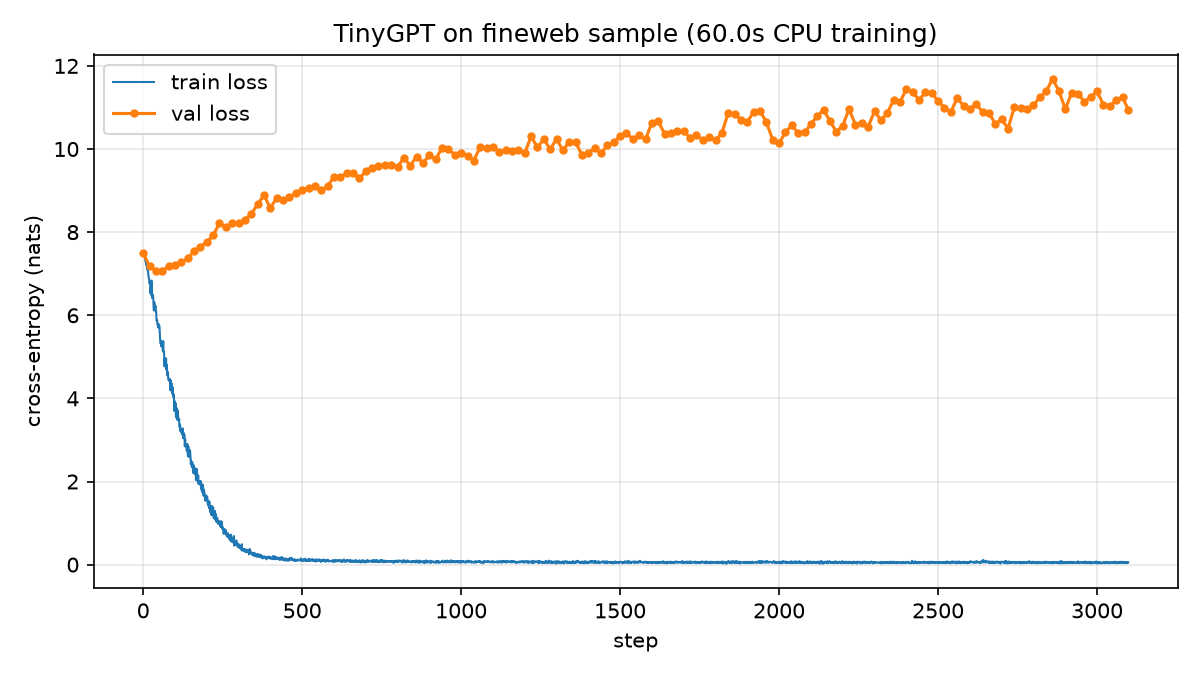 TinyGPT on fineweb sample (60.0s CPU training)
train loss
val loss
12
10
8
6
4
2
0
cross-entropy (nats)
0 500 1000 1500 2000 2500 3000
step